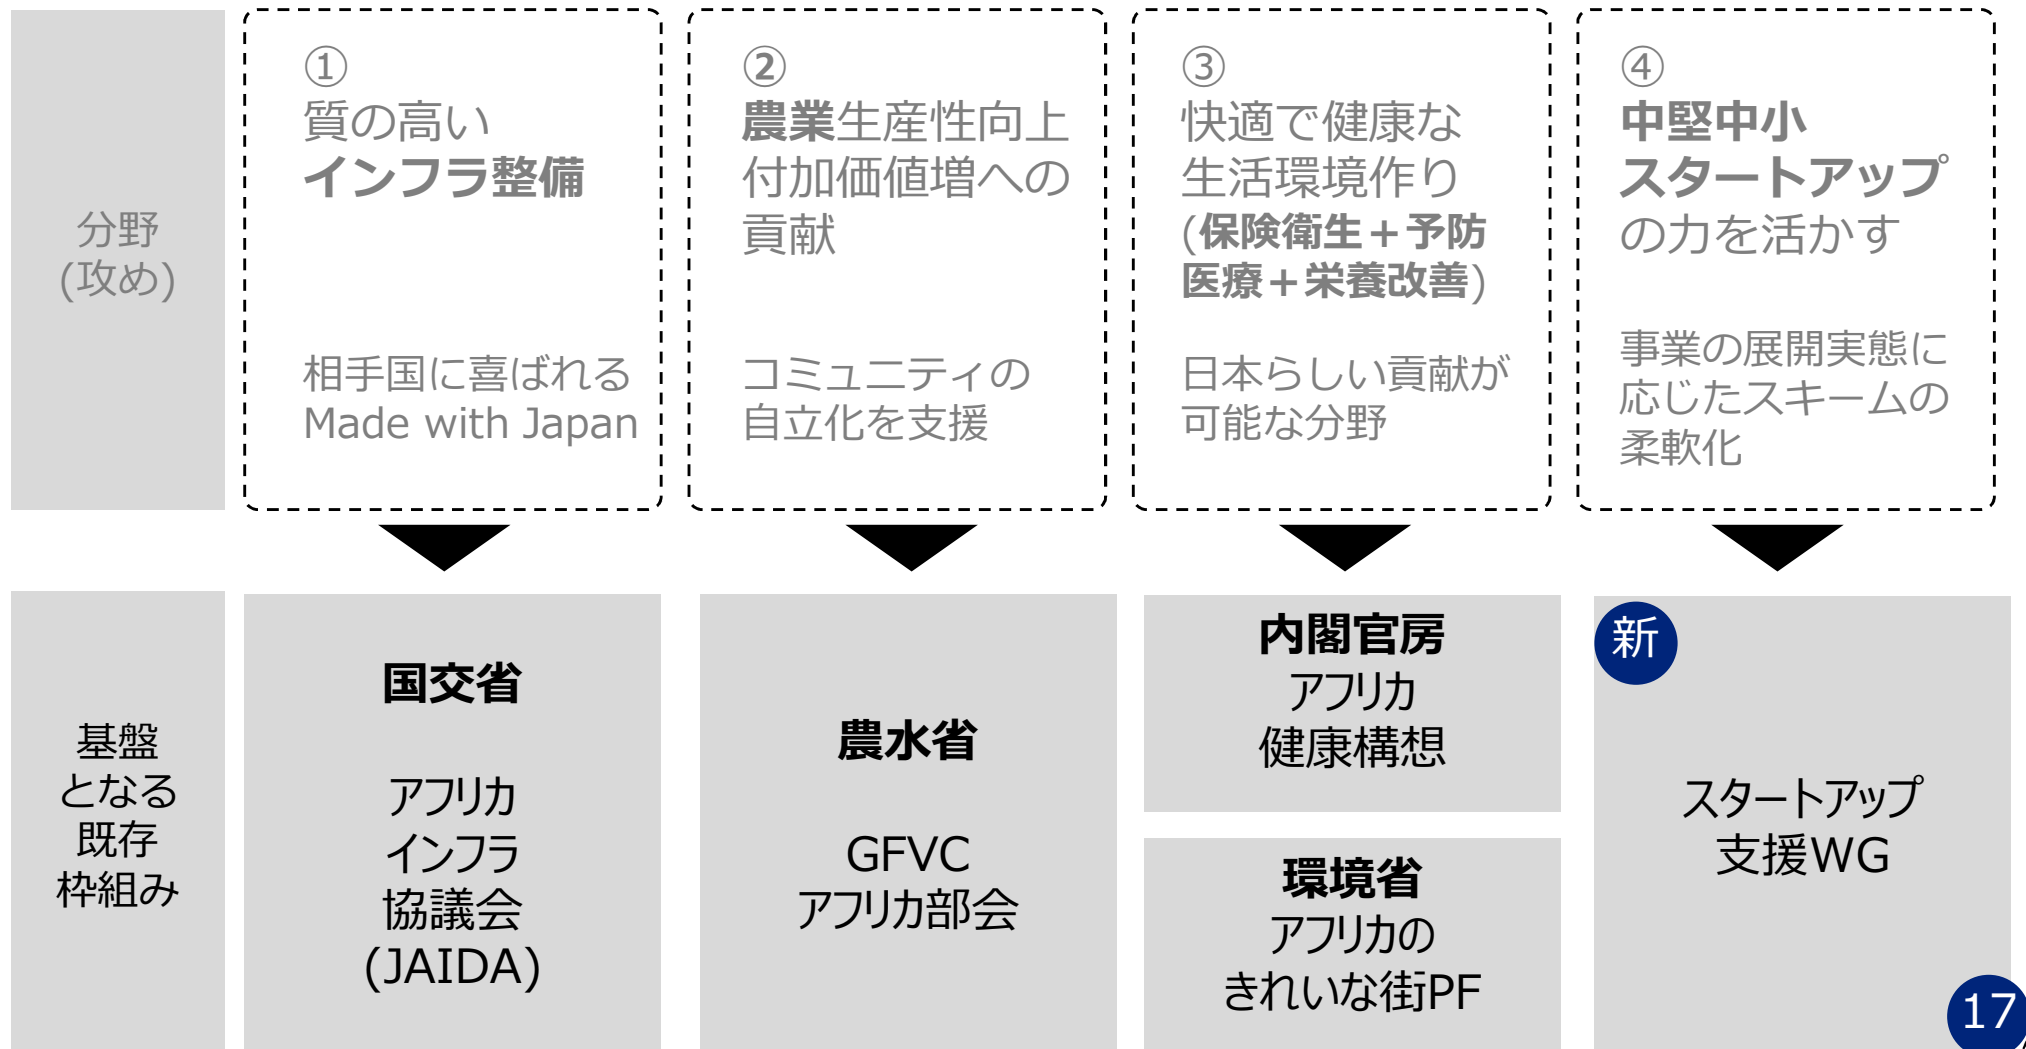 分野
(攻め)
①
質の高い
インフラ整備
相手国に喜ばれる
Made with Japan
②
農業生産性向上
付加価値増への
貢献
コミュニティの
自立化を支援
③
快適で健康な
生活環境作り
(保険衛生＋予防
医療＋栄養改善)
日本らしい貢献が
可能な分野
④
中堅中小
スタートアップ
の力を活かす
事業の展開実態に
応じたスキームの
柔軟化
基盤
となる
既存
枠組み
国交省
アフリカ
インフラ
協議会
(JAIDA)
農水省
GFVC
アフリカ部会
内閣官房
アフリカ
健康構想
環境省
アフリカの
きれいな街PF
新
スタートアップ
支援WG
17